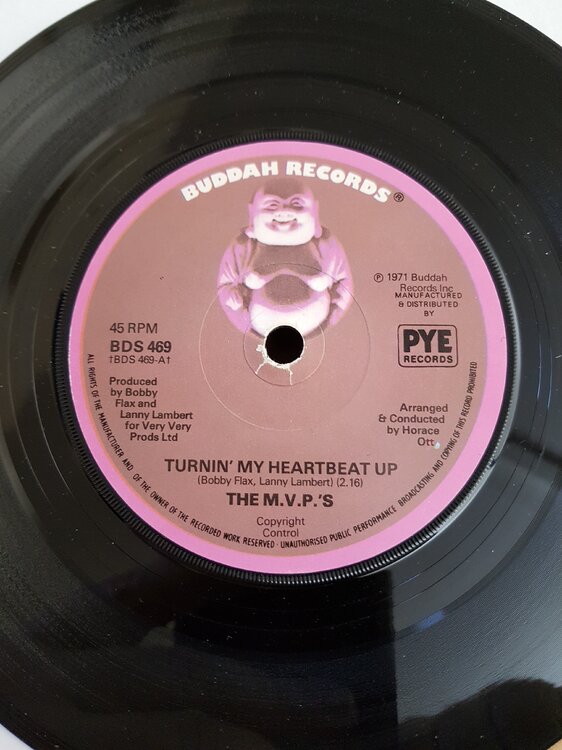 BUDDAH RECORDS®
℗ 1971 Buddah
Records Inc
MANUFACTURED
& DISTRIBUTED
BY
PYE
RECORDS
45 RPM
BDS 469
†BDS 469-A†
Produced
by Bobby
Flax and
Lanny Lambert
for Very Very
Prods Ltd
Arranged
& Conducted
by Horace
Ott
TURNIN' MY HEARTBEAT UP
(Bobby Flax, Lanny Lambert) (2.16)
THE M.V.P.'S
Copyright
Control
ALL RIGHTS OF THE MANUFACTURER AND OF THE OWNER OF THE RECORDED WORK RESERVED · UNAUTHORISED PUBLIC PERFORMANCE BROADCASTING AND COPYING OF THIS RECORD PROHIBITED